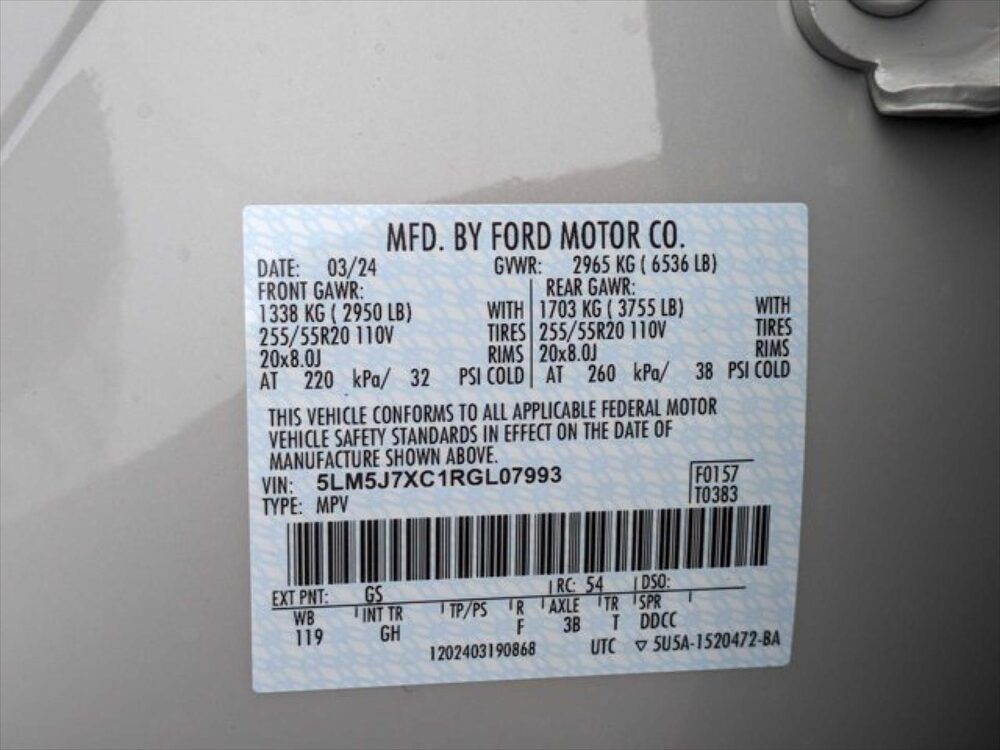 MFD. BY FORD MOTOR CO.
DATE: 03/24 GVWR: 2965 KG ( 6536 LB)
FRONT GAWR: REAR GAWR:
1338 KG ( 2950 LB) WITH 1703 KG ( 3755 LB) WITH
255/55R20 110V TIRES 255/55R20 110V TIRES
20x8.0J RIMS 20x8.0J RIMS
AT 220 kPa/ 32 PSI COLD AT 260 kPa/ 38 PSI COLD
THIS VEHICLE CONFORMS TO ALL APPLICABLE FEDERAL MOTOR
VEHICLE SAFETY STANDARDS IN EFFECT ON THE DATE OF
MANUFACTURE SHOWN ABOVE.
VIN: 5LM5J7XC1RGL07993 F0157
TYPE: MPV T0383
EXT PNT: GS RC: 54 DSO:
WB INT TR TP/PS R AXLE TR SPR
119 GH F 3B T DDCC
1202403190868 UTC ▽ 5U5A-1520472-BA